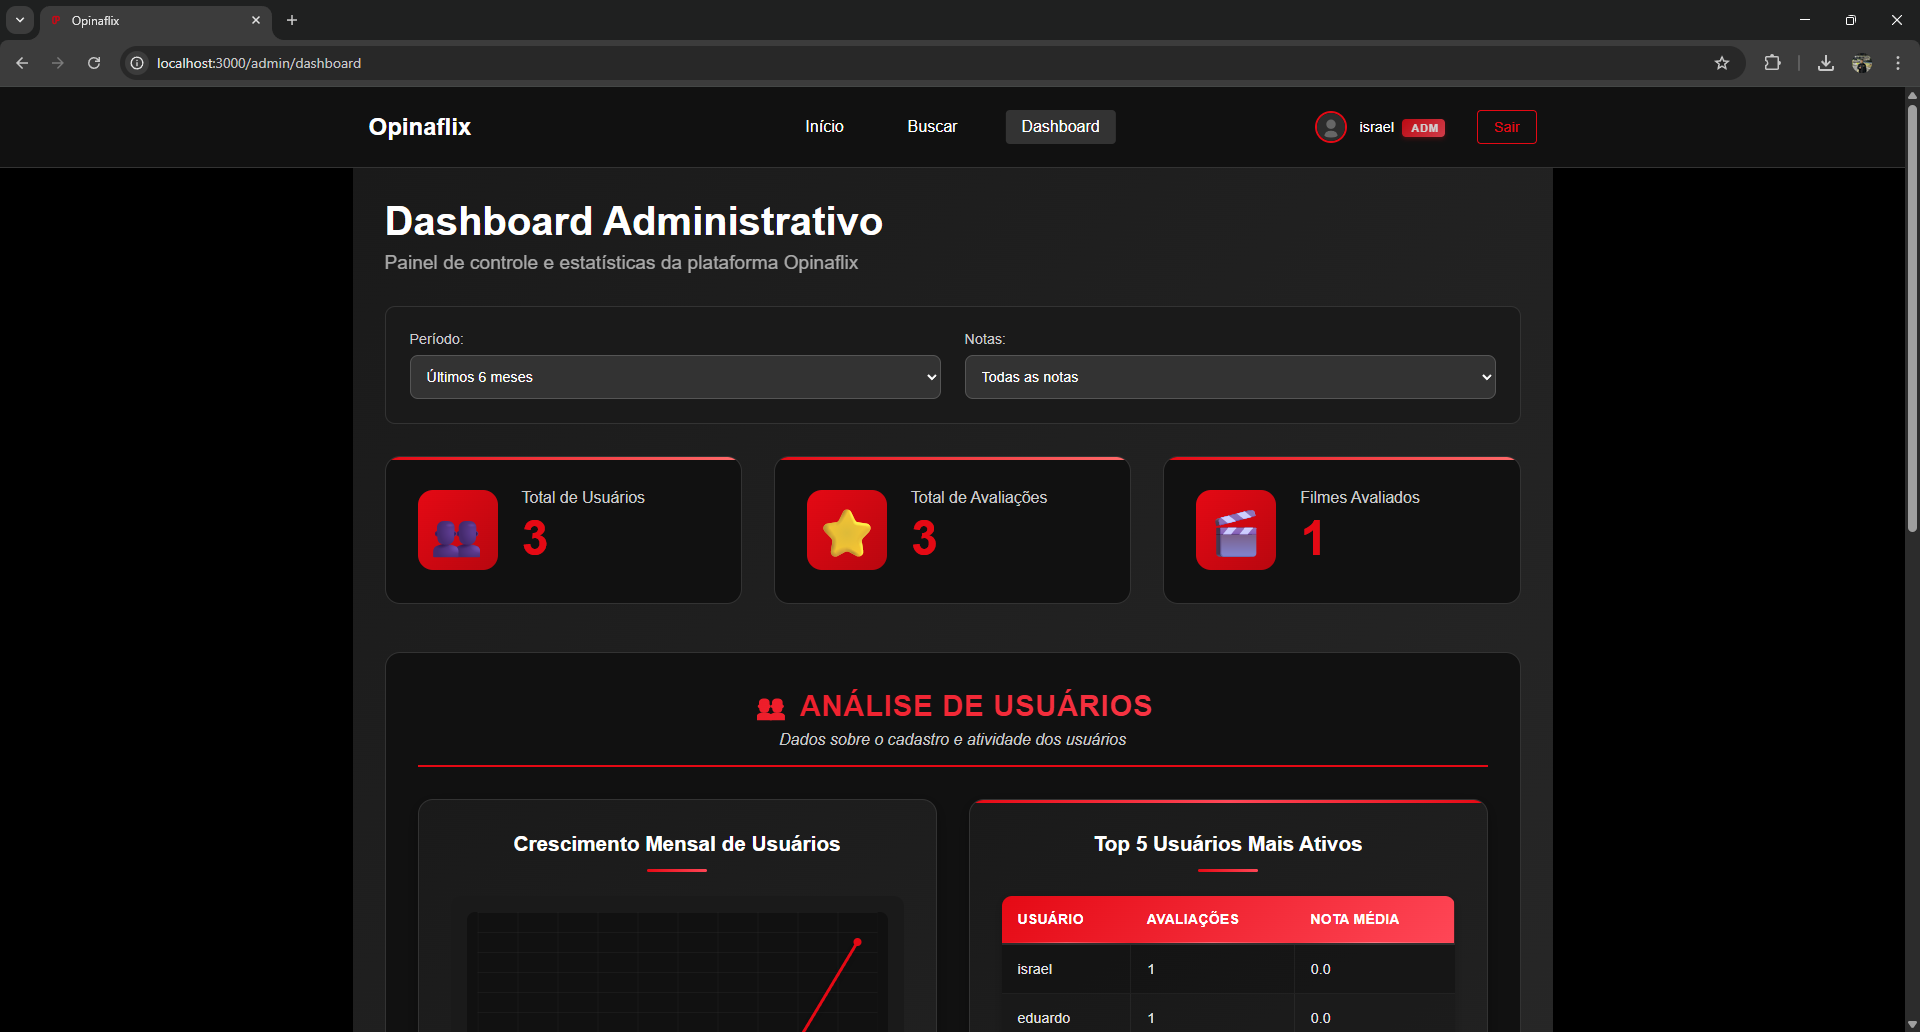 Opinaflix
localhost:3000/admin/dashboard
Opinaflix
Início
Buscar
Dashboard
israel
ADM
Sair
Dashboard Administrativo
Painel de controle e estatísticas da plataforma Opinaflix
Período:
Notas:
Últimos 6 meses
Todas as notas
Total de Usuários
3
Total de Avaliações
3
Filmes Avaliados
1
ANÁLISE DE USUÁRIOS
Dados sobre o cadastro e atividade dos usuários
Crescimento Mensal de Usuários
Top 5 Usuários Mais Ativos
USUÁRIO AVALIAÇÕES NOTA MÉDIA
israel 1 0.0
eduardo 1 0.0